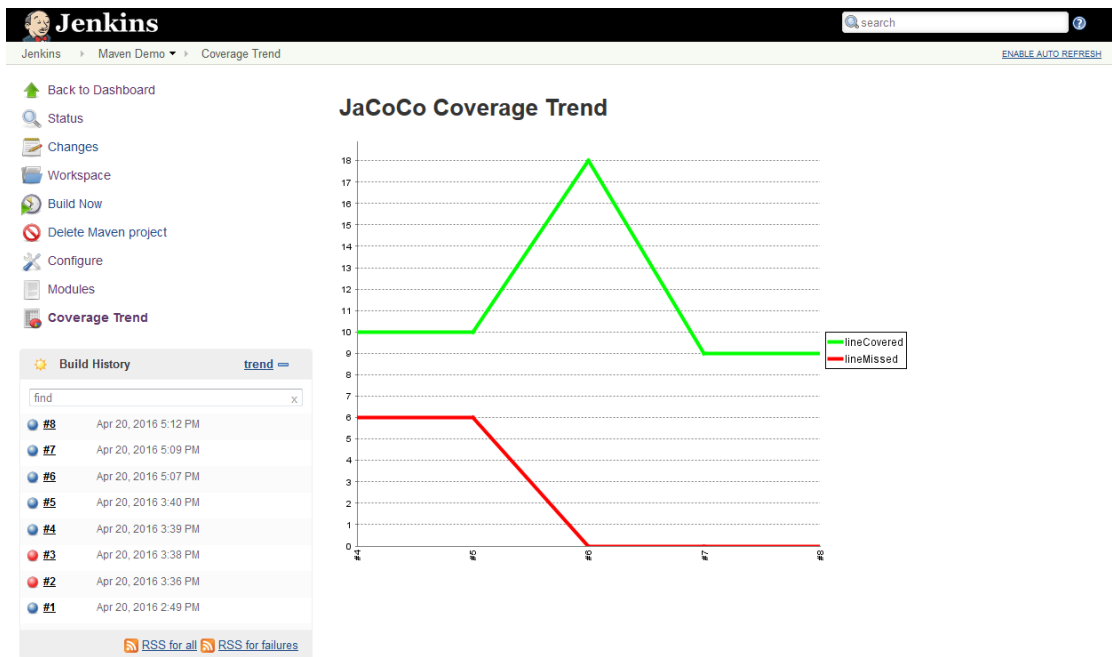 Jenkins
search
Jenkins Maven Demo Coverage Trend
ENABLE AUTO REFRESH
Back to Dashboard
Status
Changes
Workspace
Build Now
Delete Maven project
Configure
Modules
Coverage Trend
Build History trend
find x
#8 Apr 20, 2016 5:12 PM
#7 Apr 20, 2016 5:09 PM
#6 Apr 20, 2016 5:07 PM
#5 Apr 20, 2016 3:40 PM
#4 Apr 20, 2016 3:39 PM
#3 Apr 20, 2016 3:38 PM
#2 Apr 20, 2016 3:36 PM
#1 Apr 20, 2016 2:49 PM
RSS for all RSS for failures
JaCoCo Coverage Trend
18
17
16
15
14
13
12
11
10
9
8
7
6
5
4
3
2
1
0
#4 #5 #6 #7 #8
lineCovered
lineMissed